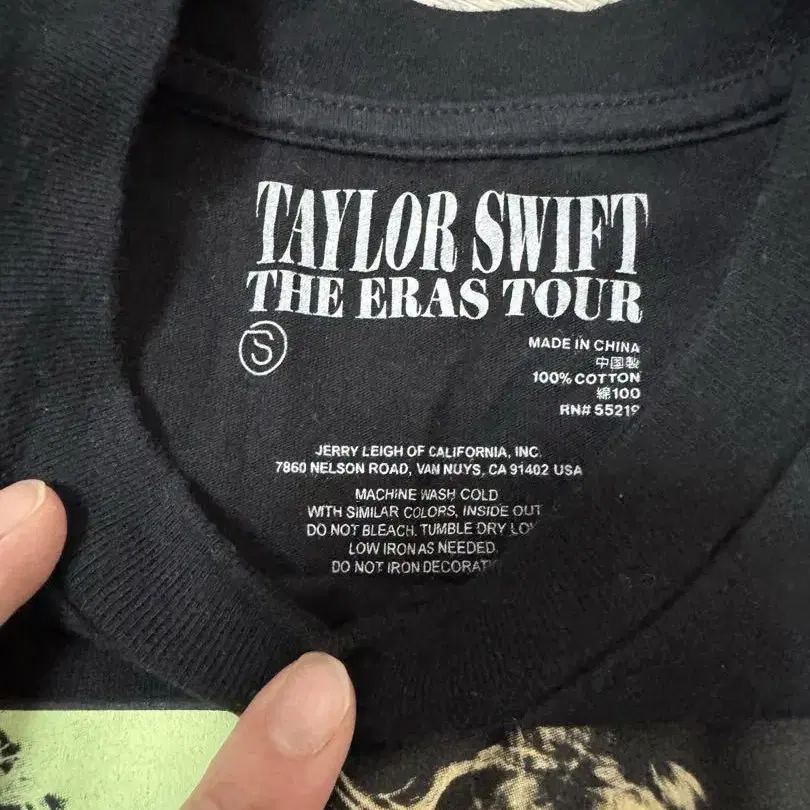 TAYLOR SWIFT
THE ERAS TOUR
S
MADE IN CHINA
中国製
100% COTTON
綿100
RN# 55219
JERRY LEIGH OF CALIFORNIA, INC.
7860 NELSON ROAD, VAN NUYS, CA 91402 USA
MACHINE WASH COLD
WITH SIMILAR COLORS, INSIDE OUT
DO NOT BLEACH. TUMBLE DRY
LOW IRON AS NEEDED.
DO NOT IRON